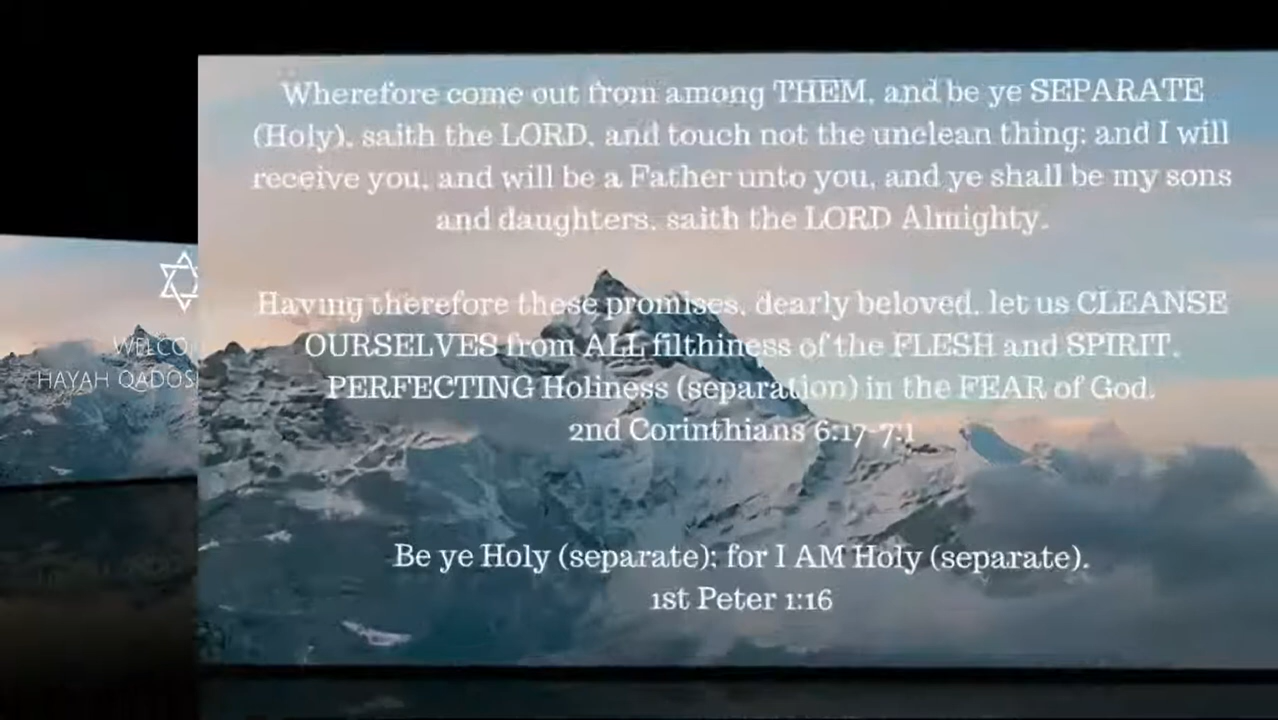 Wherefore come out from among THEM, and be ye SEPARATE
(Holy), saith the LORD, and touch not the unclean thing; and I will
receive you, and will be a Father unto you, and ye shall be my sons
and daughters, saith the LORD Almighty.
Having therefore these promises, dearly beloved, let us CLEANSE
OURSELVES from ALL filthiness of the FLESH and SPIRIT,
PERFECTING Holiness (separation) in the FEAR of God.
2nd Corinthians 6:17-7:1
Be ye Holy (separate); for I AM Holy (separate).
1st Peter 1:16
HAYAH